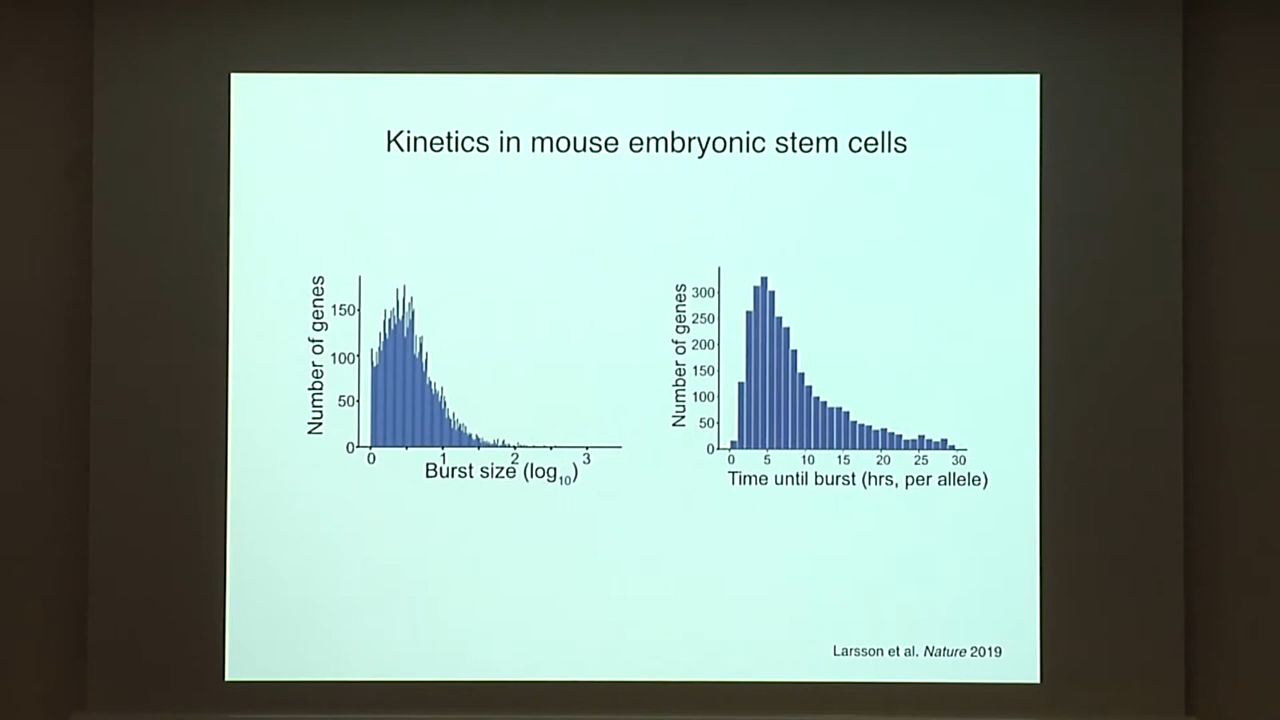 Kinetics in mouse embryonic stem cells
Number of genes
150
100
50
0
0 1 2 3
Burst size (log10)
Number of genes
300
250
200
150
100
50
0
0 5 10 15 20 25 30
Time until burst (hrs, per allele)
Larsson et al. Nature 2019